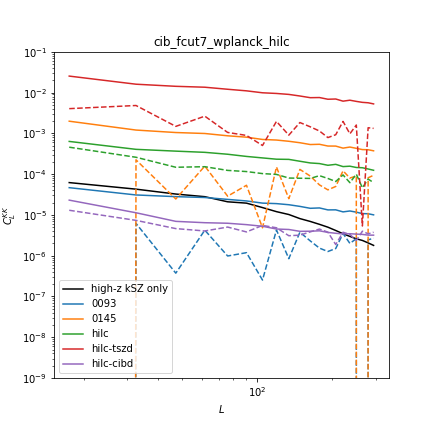 cib_fcut7_wplanck_hilc
10⁻¹
10⁻²
10⁻³
10⁻⁴
10⁻⁵
10⁻⁶
10⁻⁷
10⁻⁸
10⁻⁹
C_L^κκ
high-z kSZ only
0093
0145
hilc
hilc-tszd
hilc-cibd
10²
L